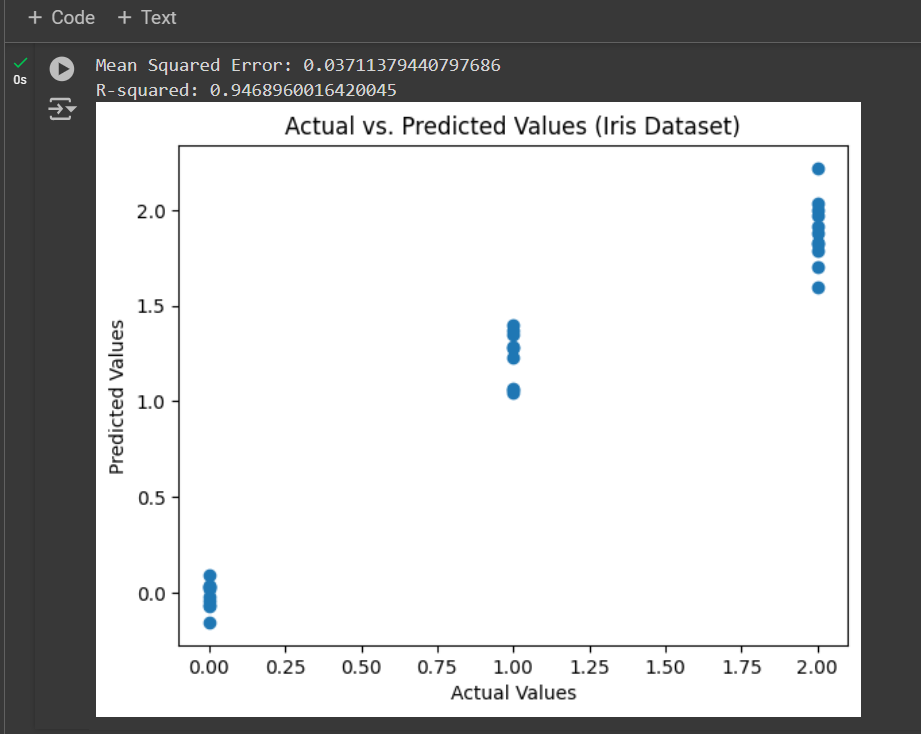 + Code + Text
0s
Mean Squared Error: 0.03711379440797686
R-squared: 0.9468960016420045
Actual vs. Predicted Values (Iris Dataset)
Predicted Values
2.0
1.5
1.0
0.5
0.0
0.00 0.25 0.50 0.75 1.00 1.25 1.50 1.75 2.00
Actual Values